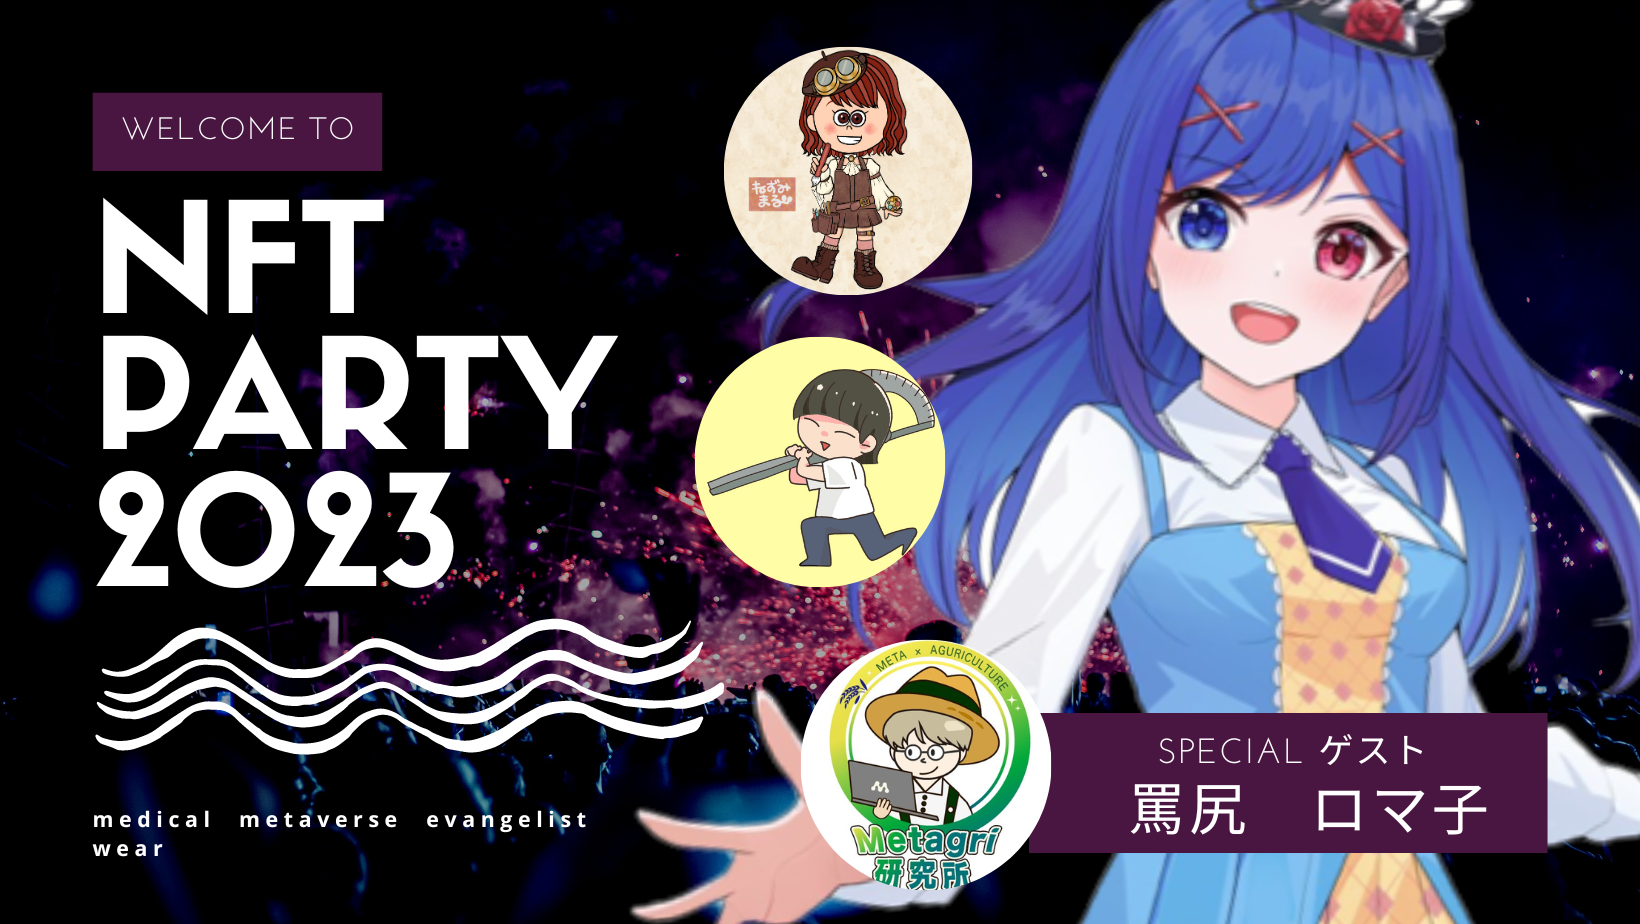 WELCOME TO
NFT
PARTY
2023
medical metaverse evangelist
wear
ねずみ
まる
META x AGURICULTURE
Metagri
研究所
SPECIAL ゲスト
罵尻　ロマ子